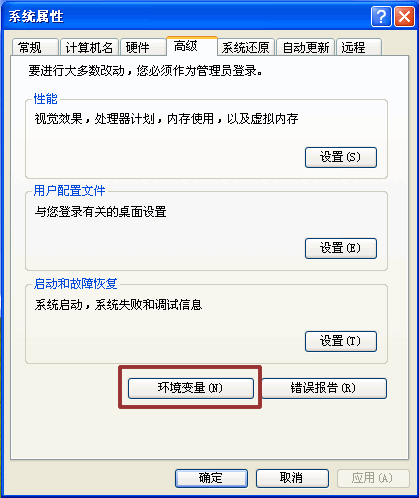 系统属性
常规 计算机名 硬件 高级 系统还原 自动更新 远程
要进行大多数改动，您必须作为管理员登录。
性能
视觉效果，处理器计划，内存使用，以及虚拟内存
设置(S)
用户配置文件
与您登录有关的桌面设置
设置(E)
启动和故障恢复
系统启动，系统失败和调试信息
设置(T)
环境变量(N) 错误报告(R)
确定 取消 应用(A)